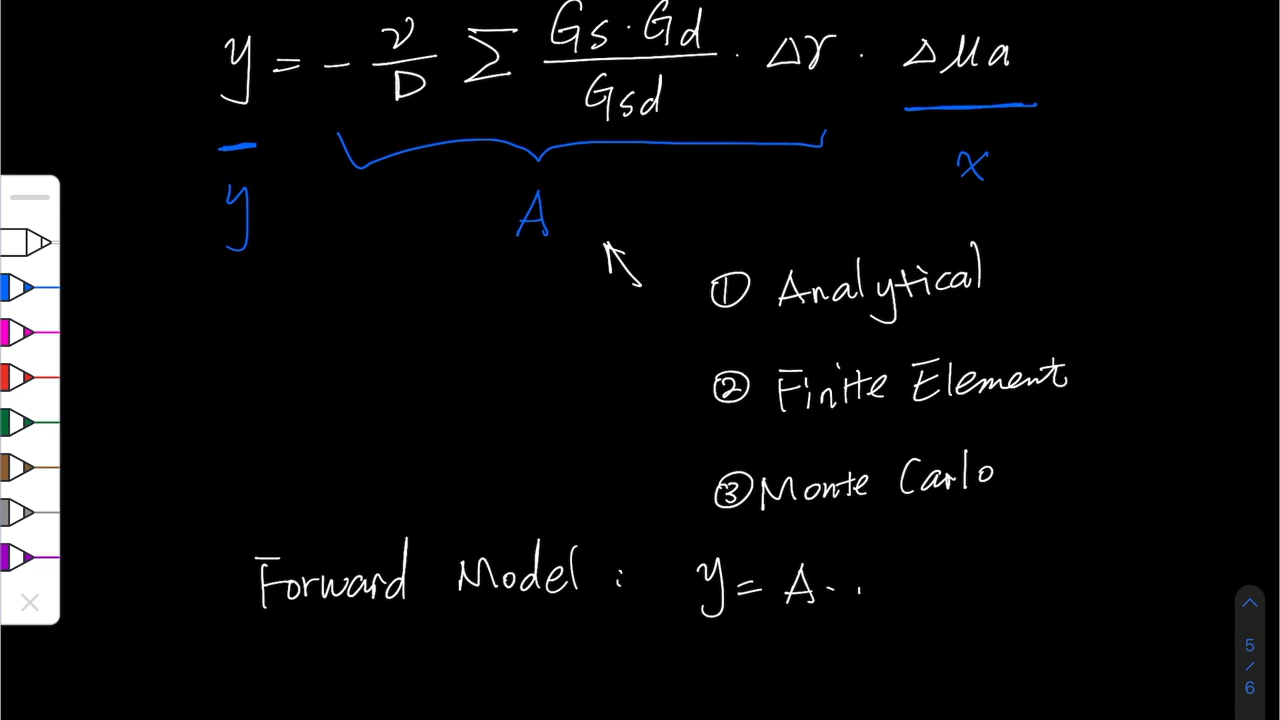 y = - ν/D Σ Gs · Gd / Gsd · Δr · Δμa
y A x
① Analytical
② Finite Element
③ Monte Carlo
Forward Model : y = A ·
5
/
6